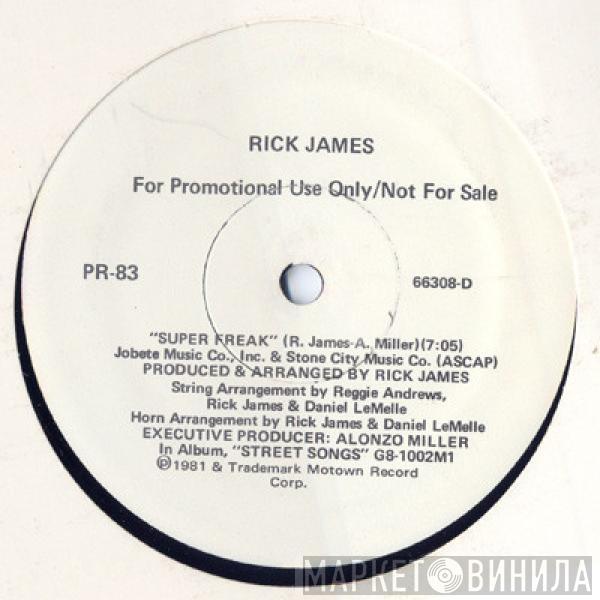 RICK JAMES
For Promotional Use Only/Not For Sale
PR-83
66308-D
"SUPER FREAK" (R. James-A. Miller)(7:05)
Jobete Music Co., Inc. & Stone City Music Co. (ASCAP)
PRODUCED & ARRANGED BY RICK JAMES
String Arrangement by Reggie Andrews,
Rick James & Daniel LeMelle
Horn Arrangement by Rick James & Daniel LeMelle
EXECUTIVE PRODUCER: ALONZO MILLER
In Album, "STREET SONGS" G8-1002M1
℗1981 & Trademark Motown Record
Corp.
МАРКЕТ ВИНИЛА